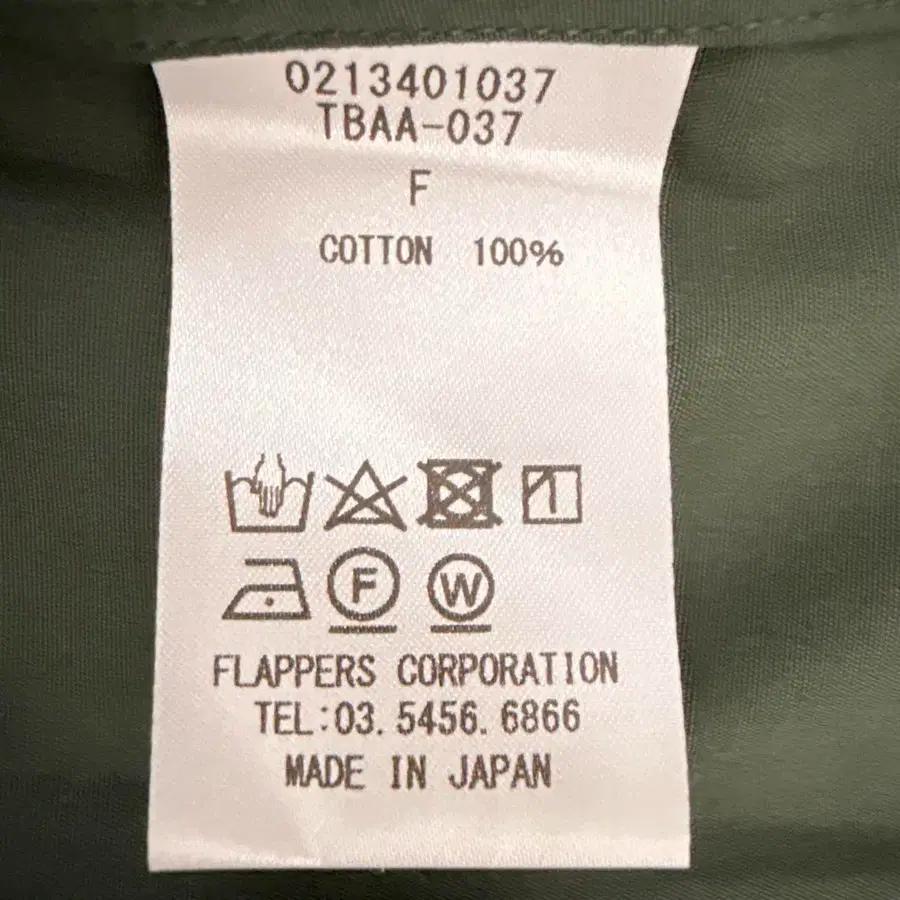 0213401037
TBAA-037
F
COTTON 100%
F W
FLAPPERS CORPORATION
TEL:03. 5456. 6866
MADE IN JAPAN